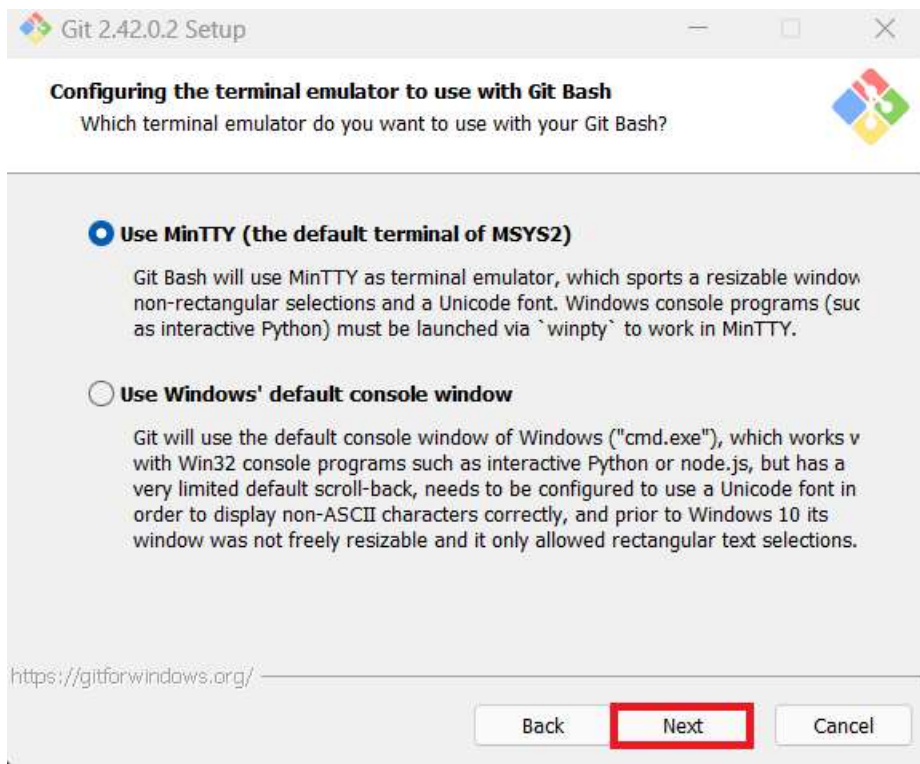 Git 2.42.0.2 Setup
Configuring the terminal emulator to use with Git Bash
Which terminal emulator do you want to use with your Git Bash?
Use MinTTY (the default terminal of MSYS2)
Git Bash will use MinTTY as terminal emulator, which sports a resizable window
non-rectangular selections and a Unicode font. Windows console programs (suc
as interactive Python) must be launched via `winpty` to work in MinTTY.
Use Windows' default console window
Git will use the default console window of Windows ("cmd.exe"), which works
with Win32 console programs such as interactive Python or node.js, but has a
very limited default scroll-back, needs to be configured to use a Unicode font in
order to display non-ASCII characters correctly, and prior to Windows 10 its
window was not freely resizable and it only allowed rectangular text selections.
https://gitforwindows.org/
Back Next Cancel